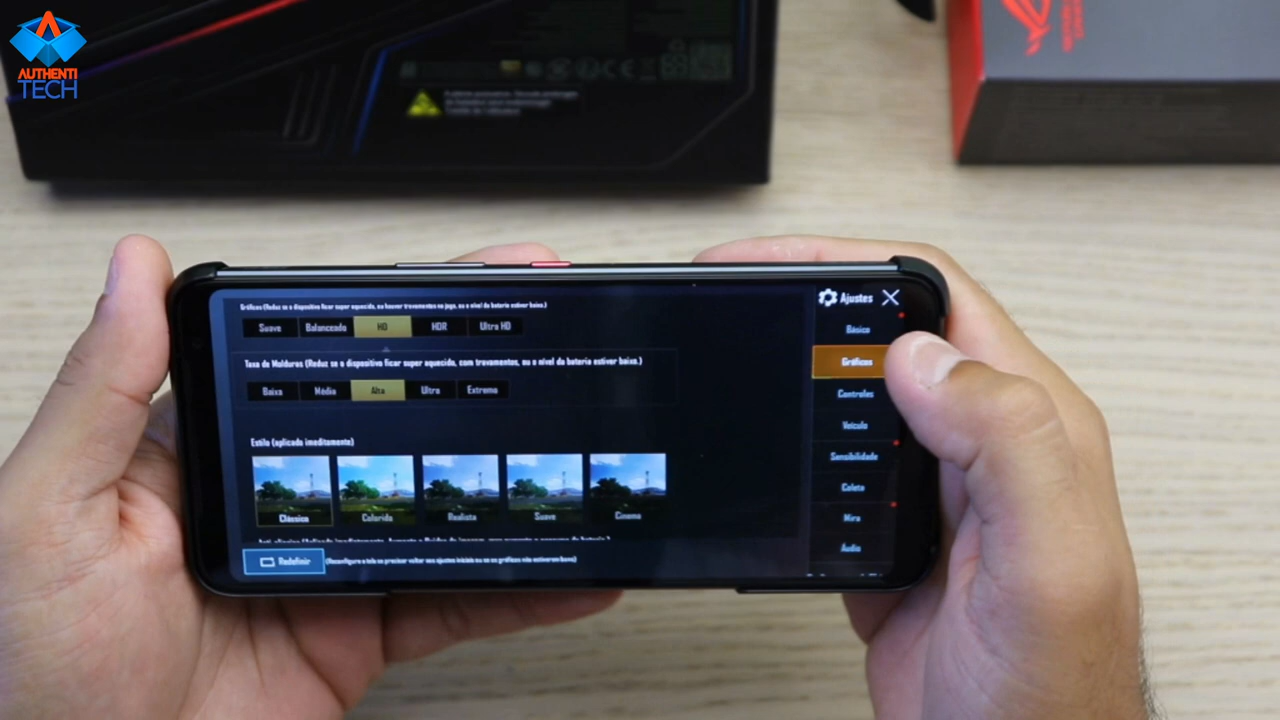 AUTHENTI
TECH
Gráficos (Reduz se o dispositivo ficar super aquecido, ou houver travamentos no jogo, ou o nível da bateria estiver baixo.)
Suave Balanceado HD HDR Ultra HD
Taxa de Molduras (Reduz se o dispositivo ficar super aquecido, com travamentos, ou o nível da bateria estiver baixo.)
Baixa Média Alta Ultra Extrema
Estilo (aplicado imeditamente)
Clássico Colorido Realista Suave Cinema
Redefinir
Ajustes
Básico
Gráficos
Controles
Veículo
Sensibilidade
Coleta
Mira
Áudio